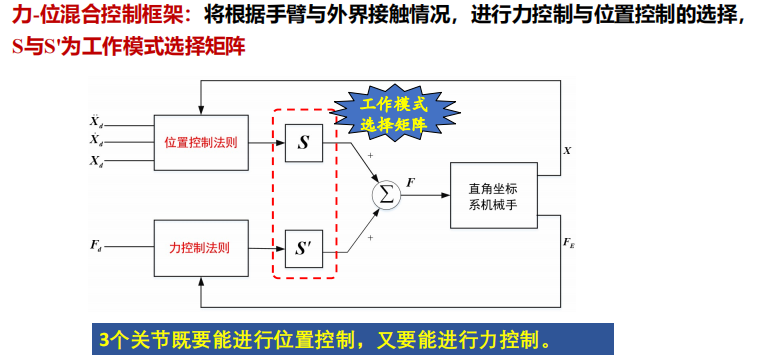 力-位混合控制框架：将根据手臂与外界接触情况，进行力控制与位置控制的选择，
S与S'为工作模式选择矩阵
工作模式
选择矩阵
Ẍd
Ẋd
Xd
位置控制法则
S
+
X
Σ
F
直角坐标
系机械手
Fd
力控制法则
S'
+
FE
3个关节既要能进行位置控制，又要能进行力控制。